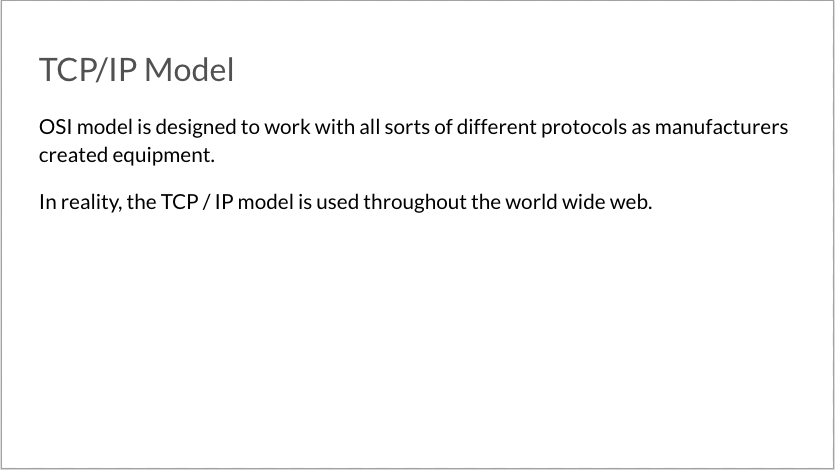 TCP/IP Model
OSI model is designed to work with all sorts of different protocols as manufacturers
created equipment.
In reality, the TCP / IP model is used throughout the world wide web.